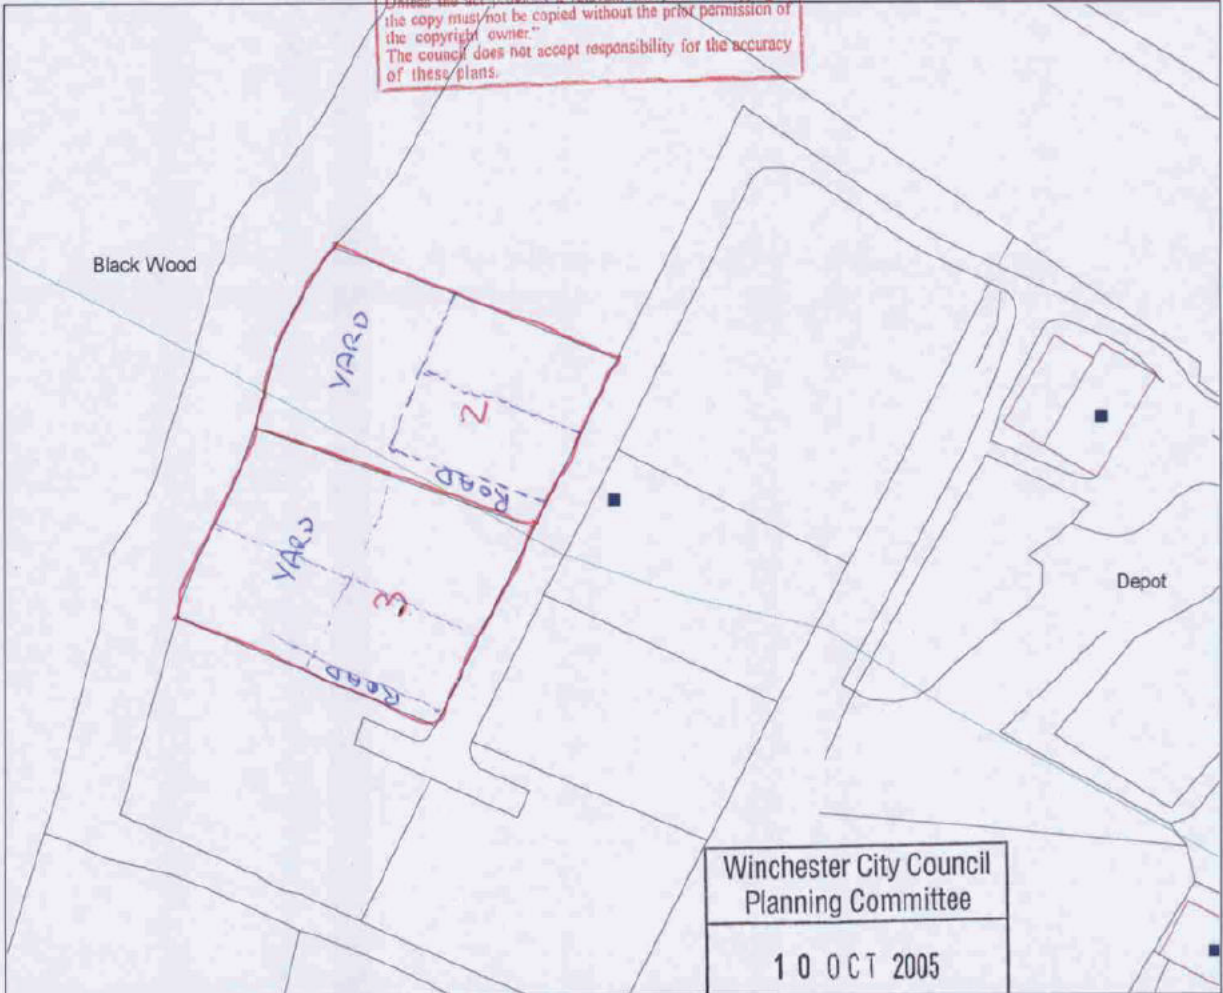 the copy must not be copied without the prior permission of
the copyright owner."
The council does not accept responsibility for the accuracy
of these plans.
Black Wood
YARD
2
ROAD
YARD
3
ROAD
Depot
Winchester City Council
Planning Committee
10 OCT 2005